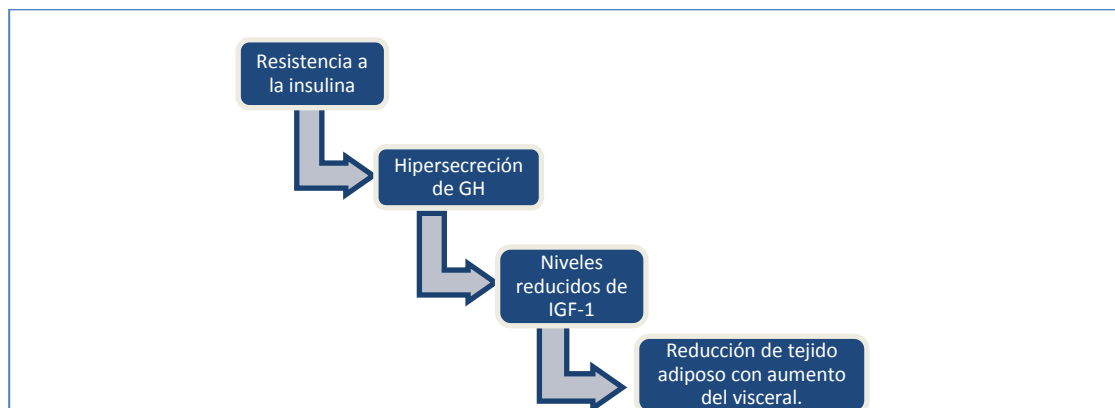 Resistencia a
la insulina
Hipersecreción
de GH
Niveles
reducidos de
IGF-1
Reducción de tejido
adiposo con aumento
del visceral.